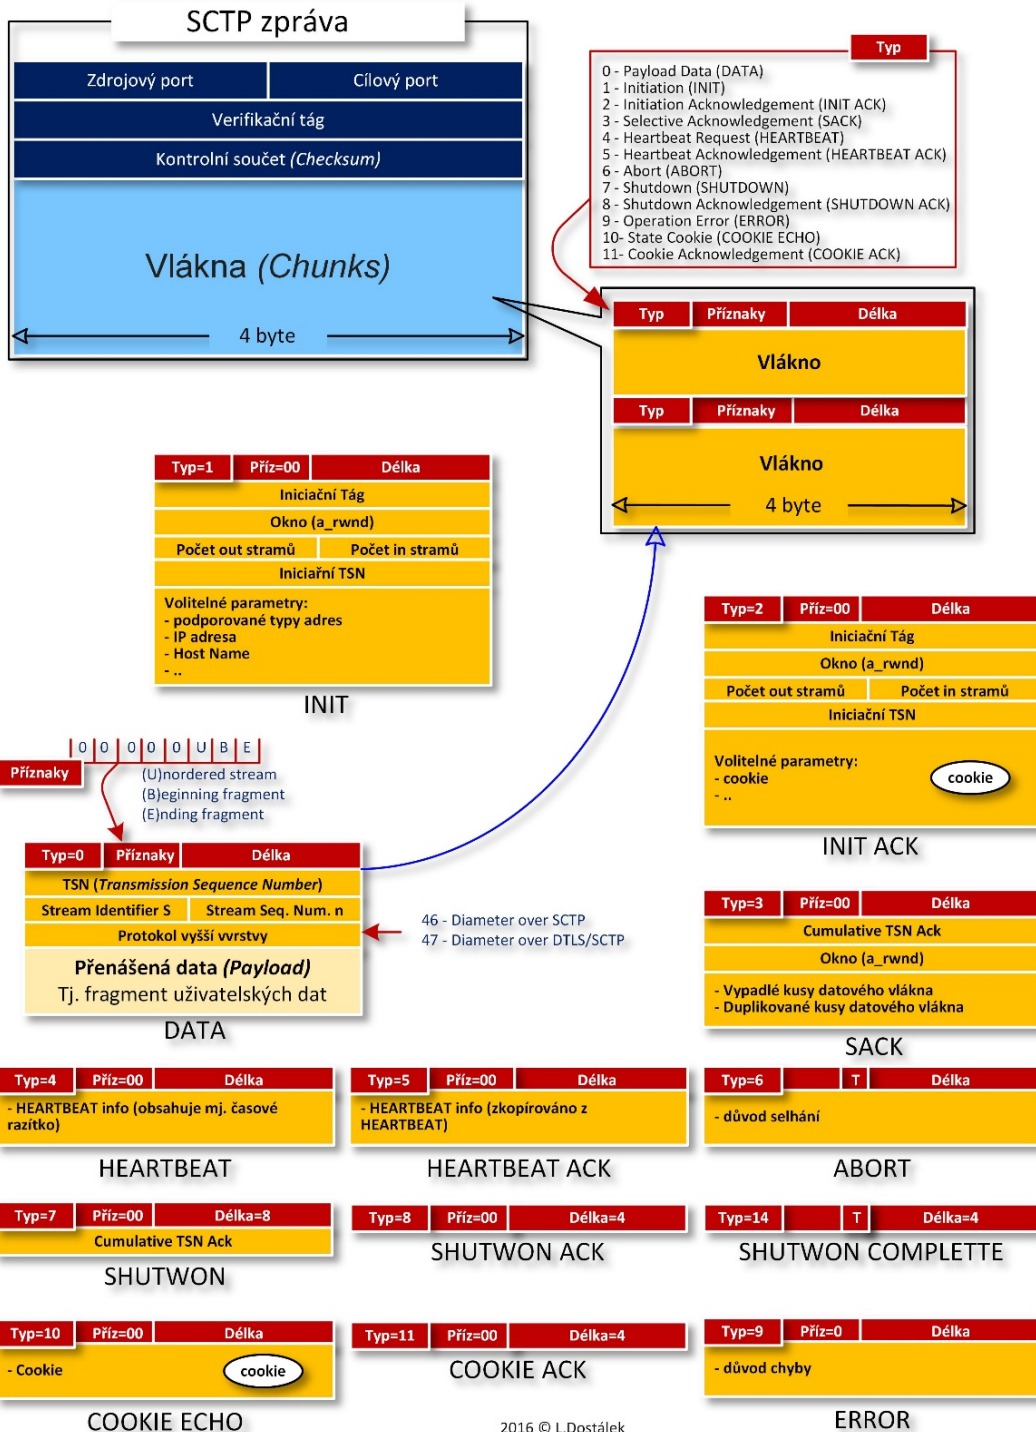 SCTP zpráva
Zdrojový port
Cílový port
Verifikační tág
Kontrolní součet (Checksum)
Vlákna (Chunks)
4 byte
Typ
0 - Payload Data (DATA)
1 - Initiation (INIT)
2 - Initiation Acknowledgement (INIT ACK)
3 - Selective Acknowledgement (SACK)
4 - Heartbeat Request (HEARTBEAT)
5 - Heartbeat Acknowledgement (HEARTBEAT ACK)
6 - Abort (ABORT)
7 - Shutdown (SHUTDOWN)
8 - Shutdown Acknowledgement (SHUTDOWN ACK)
9 - Operation Error (ERROR)
10- State Cookie (COOKIE ECHO)
11- Cookie Acknowledgement (COOKIE ACK)
Typ Příznaky Délka
Vlákno
Typ Příznaky Délka
Vlákno
4 byte
Typ=1 Příz=00 Délka
Iniciační Tág
Okno (a_rwnd)
Počet out stramů Počet in stramů
Iniciařní TSN
Volitelné parametry:
- podporované typy adres
- IP adresa
- Host Name
- ..
INIT
Typ=2 Příz=00 Délka
Iniciační Tág
Okno (a_rwnd)
Počet out stramů Počet in stramů
Iniciační TSN
Volitelné parametry:
- cookie
- ..
cookie
INIT ACK
0 0 0 0 0 U B E
Příznaky
(U)nordered stream
(B)eginning fragment
(E)nding fragment
Typ=0 Příznaky Délka
TSN (Transmission Sequence Number)
Stream Identifier S Stream Seq. Num. n
Protokol vyšší vvrstvy
Přenášená data (Payload)
Tj. fragment uživatelských dat
DATA
46 - Diameter over SCTP
47 - Diameter over DTLS/SCTP
Typ=3 Příz=00 Délka
Cumulative TSN Ack
Okno (a_rwnd)
- Vypadlé kusy datového vlákna
- Duplikované kusy datového vlákna
SACK
Typ=4 Příz=00 Délka
- HEARTBEAT info (obsahuje mj. časové
razítko)
HEARTBEAT
Typ=5 Příz=00 Délka
- HEARTBEAT info (zkopírováno z
HEARTBEAT)
HEARTBEAT ACK
Typ=6 T Délka
- důvod selhání
ABORT
Typ=7 Příz=00 Délka=8
Cumulative TSN Ack
SHUTWON
Typ=8 Příz=00 Délka=4
SHUTWON ACK
Typ=14 T Délka=4
SHUTWON COMPLETTE
Typ=10 Příz=00 Délka
- Cookie
cookie
COOKIE ECHO
Typ=11 Příz=00 Délka=4
COOKIE ACK
Typ=9 Příz=0 Délka
- důvod chyby
ERROR
2016 © L.Dostálek